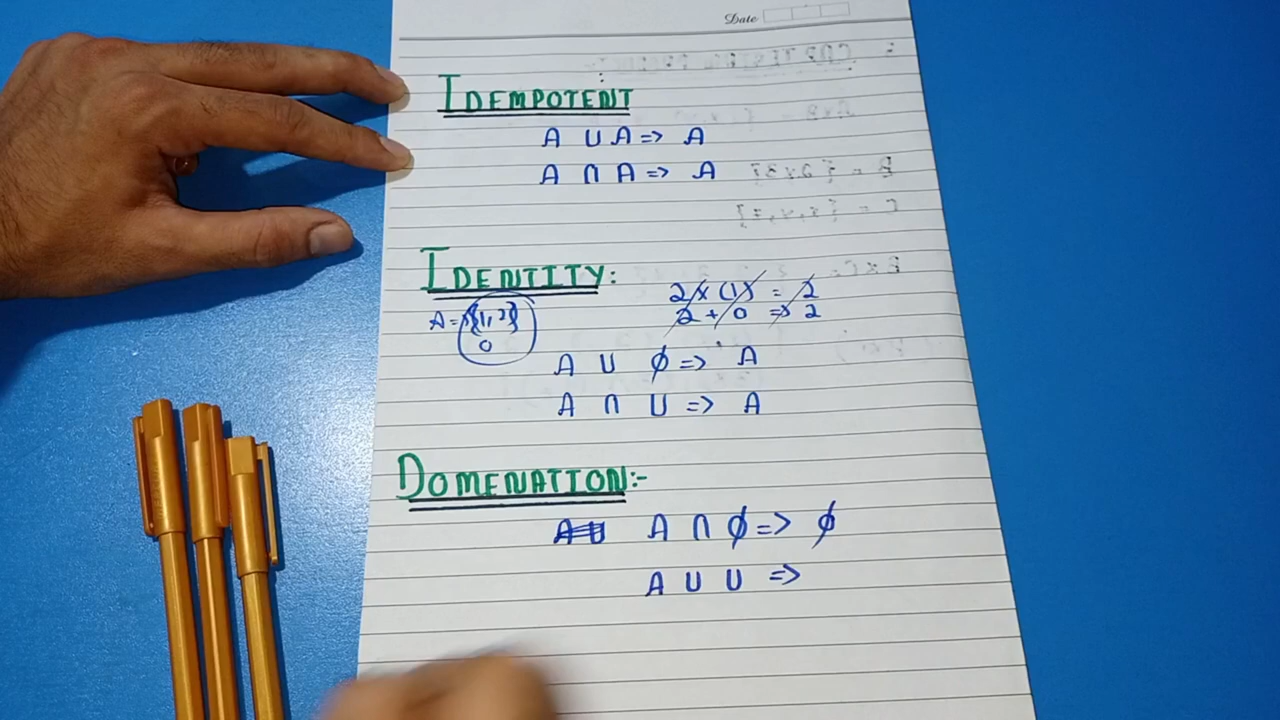 Date
IDEMPOTENT
A U A => A
A ∩ A => A
IDENTITY:
2 x (1) = 2
2 + 0 => 2
A = {1, 2}
0
A U ϕ => A
A ∩ U => A
DOMENATION:-
A U A ∩ ϕ => ϕ
A U U =>